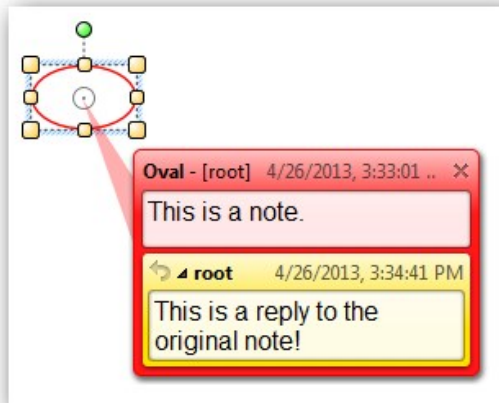 Oval - [root] 4/26/2013, 3:33:01 ..
This is a note.
root 4/26/2013, 3:34:41 PM
This is a reply to the
original note!